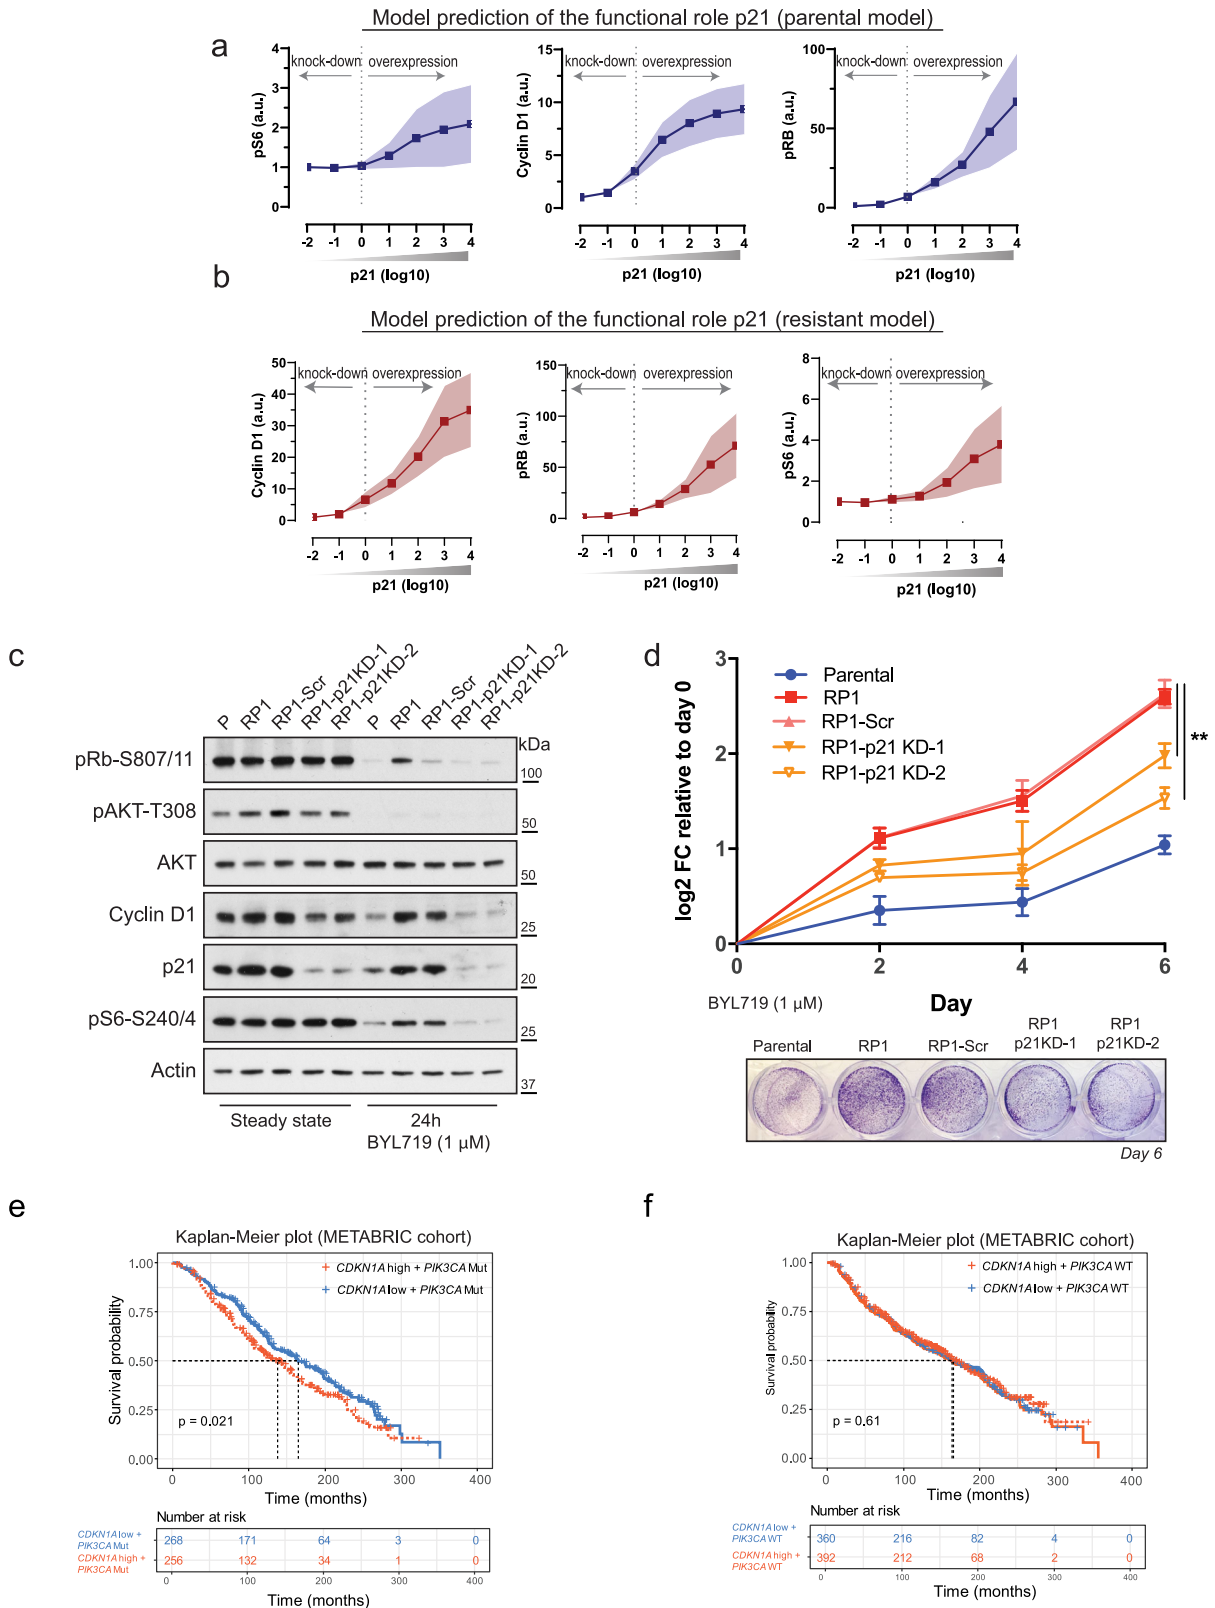 Model prediction of the functional role p21 (parental model)
a
knock-down overexpression
pS6 (a.u.)
4
3
2
1
0
-2 -1 0 1 2 3 4
p21 (log10)
knock-down overexpression
Cyclin D1 (a.u.)
15
10
5
0
-2 -1 0 1 2 3 4
p21 (log10)
knock-down overexpression
pRB (a.u.)
100
50
0
-2 -1 0 1 2 3 4
p21 (log10)
b
Model prediction of the functional role p21 (resistant model)
knock-down overexpression
Cyclin D1 (a.u.)
50
40
30
20
10
0
-2 -1 0 1 2 3 4
p21 (log10)
knock-down overexpression
pRB (a.u.)
150
100
50
0
-2 -1 0 1 2 3 4
p21 (log10)
knock-down overexpression
pS6 (a.u.)
8
6
4
2
0
-2 -1 0 1 2 3 4
p21 (log10)
c
P RP1 RP1-Scr RP1-p21KD-1 RP1-p21KD-2 P RP1 RP1-Scr RP1-p21KD-1 RP1-p21KD-2
kDa
pRb-S807/11 100
pAKT-T308 50
AKT 50
Cyclin D1 25
p21 20
pS6-S240/4 25
Actin 37
Steady state 24h
BYL719 (1 μM)
d
log2 FC relative to day 0
3
2
1
0
Parental
RP1
RP1-Scr
RP1-p21 KD-1
RP1-p21 KD-2
**
0 2 4 6
BYL719 (1 μM) Day
Parental RP1 RP1-Scr RP1 p21KD-1 RP1 p21KD-2
Day 6
e
Kaplan-Meier plot (METABRIC cohort)
CDKN1A high + PIK3CA Mut
CDKN1A low + PIK3CA Mut
Survival probability
1.00
0.75
0.50
0.25
0.00
p = 0.021
0 100 200 300 400
Time (months)
Number at risk
CDKN1A low + PIK3CA Mut 268 171 64 3 0
CDKN1A high + PIK3CA Mut 256 132 34 1 0
0 100 200 300 400
Time (months)
f
Kaplan-Meier plot (METABRIC cohort)
CDKN1A high + PIK3CA WT
CDKN1A low + PIK3CA WT
Survival probability
1.00
0.75
0.50
0.25
0.00
p = 0.61
0 100 200 300 400
Time (months)
Number at risk
CDKN1A low + PIK3CA WT 360 216 82 4 0
CDKN1A high + PIK3CA WT 392 212 68 2 0
0 100 200 300 400
Time (months)